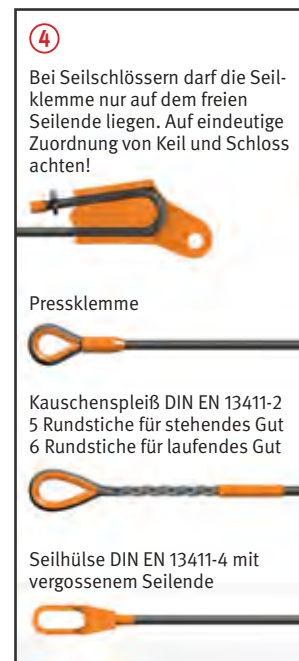 4
Bei Seilschlössern darf die Seil-
klemme nur auf dem freien
Seilende liegen. Auf eindeutige
Zuordnung von Keil und Schloss
achten!
Pressklemme
Kauschenspleiß DIN EN 13411-2
5 Rundstiche für stehendes Gut
6 Rundstiche für laufendes Gut
Seilhülse DIN EN 13411-4 mit
vergossenem Seilende